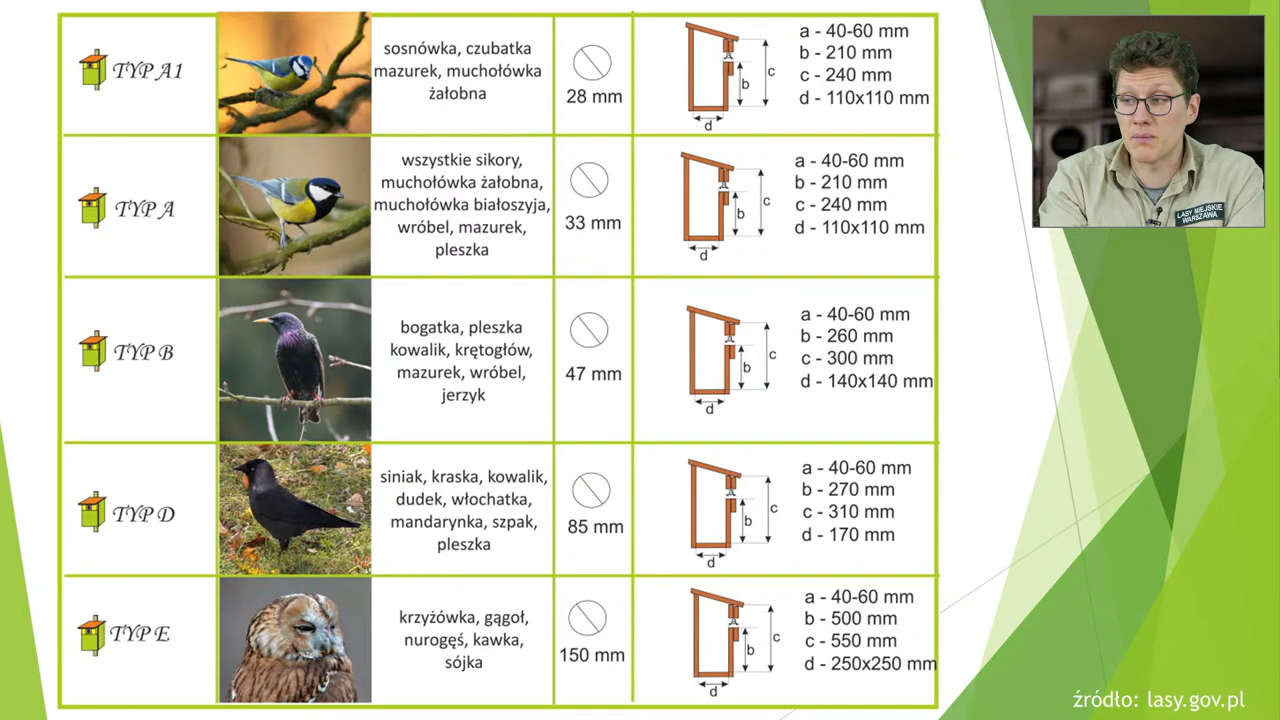 TYP A1
sosnówka, czubatka
mazurek, muchołówka
żałobna
28 mm
b
c
d
a - 40-60 mm
b - 210 mm
c - 240 mm
d - 110x110 mm
LASY MIEJSKIE
WARSZAWA
TYP A
wszystkie sikory,
muchołówka żałobna,
muchołówka białoszyja,
wróbel, mazurek,
pleszka
33 mm
b
c
d
a - 40-60 mm
b - 210 mm
c - 240 mm
d - 110x110 mm
TYP B
bogatka, pleszka
kowalik, krętogłów,
mazurek, wróbel,
jerzyk
47 mm
b
c
d
a - 40-60 mm
b - 260 mm
c - 300 mm
d - 140x140 mm
TYP D
siniak, kraska, kowalik,
dudek, włochatka,
mandarynka, szpak,
pleszka
85 mm
b
c
d
a - 40-60 mm
b - 270 mm
c - 310 mm
d - 170 mm
TYP E
krzyżówka, gągoł,
nurogęś, kawka,
sójka
150 mm
b
c
d
a - 40-60 mm
b - 500 mm
c - 550 mm
d - 250x250 mm
źródło: lasy.gov.pl